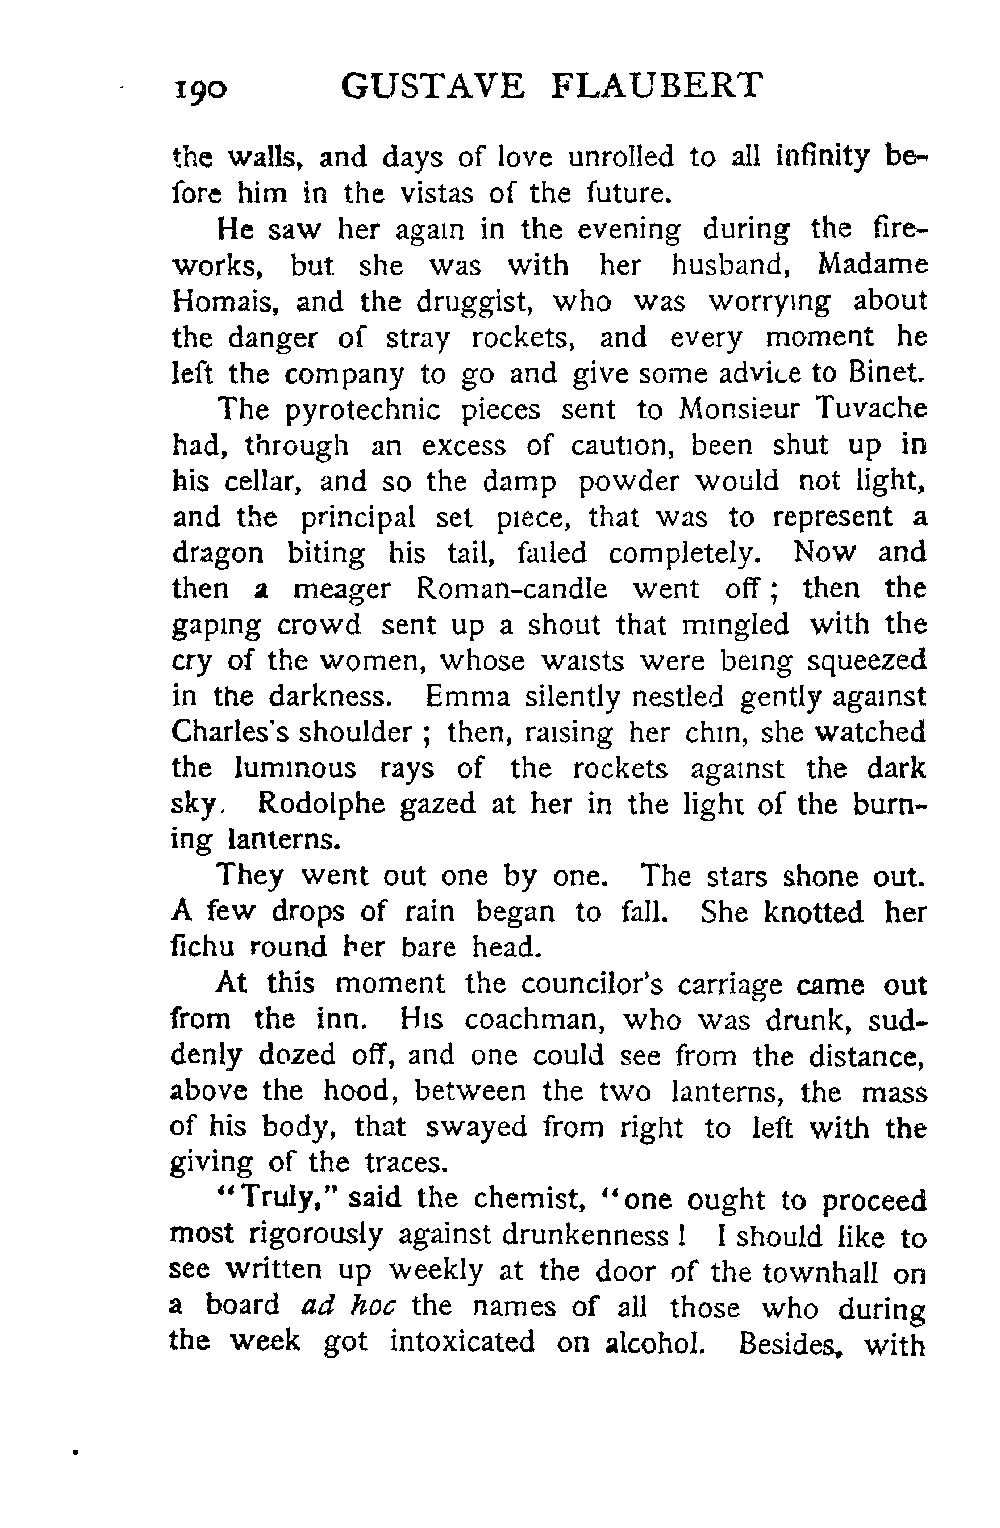 190 GUSTAVE FLAUBERT
the walls, and days of love unrolled to all infinity be-
fore him in the vistas of the future.
He saw her again in the evening during the fire-
works, but she was with her husband, Madame
Homais, and the druggist, who was worrying about
the danger of stray rockets, and every moment he
left the company to go and give some advice to Binet.
The pyrotechnic pieces sent to Monsieur Tuvache
had, through an excess of caution, been shut up in
his cellar, and so the damp powder would not light,
and the principal set piece, that was to represent a
dragon biting his tail, failed completely. Now and
then a meager Roman-candle went off; then the
gaping crowd sent up a shout that mingled with the
cry of the women, whose waists were being squeezed
in the darkness. Emma silently nestled gently against
Charles's shoulder; then, raising her chin, she watched
the luminous rays of the rockets against the dark
sky. Rodolphe gazed at her in the light of the burn-
ing lanterns.
They went out one by one. The stars shone out.
A few drops of rain began to fall. She knotted her
fichu round her bare head.
At this moment the councilor's carriage came out
from the inn. His coachman, who was drunk, sud-
denly dozed off, and one could see from the distance,
above the hood, between the two lanterns, the mass
of his body, that swayed from right to left with the
giving of the traces.
"Truly," said the chemist, "one ought to proceed
most rigorously against drunkenness! I should like to
see written up weekly at the door of the townhall on
a board ad hoc the names of all those who during
the week got intoxicated on alcohol. Besides, with